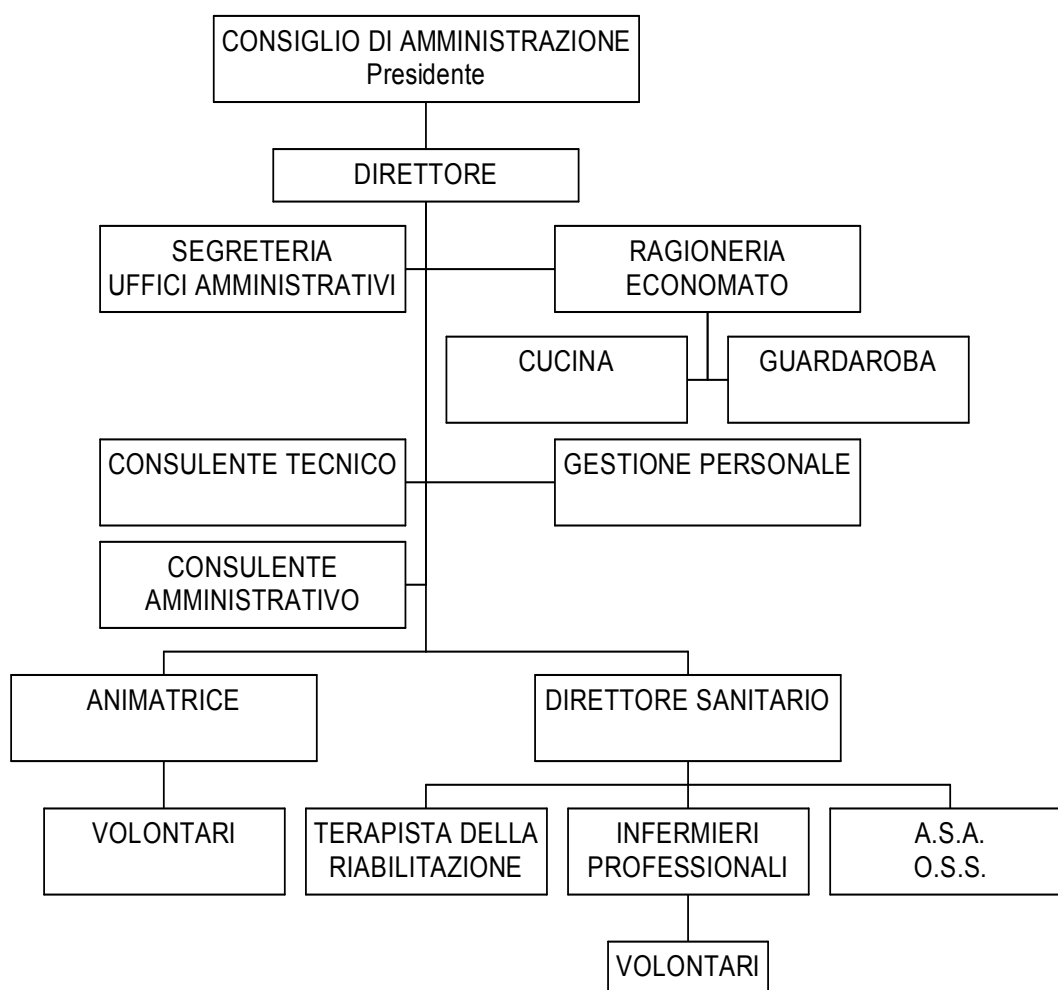 CONSIGLIO DI AMMINISTRAZIONE
Presidente
DIRETTORE
SEGRETERIA
UFFICI AMMINISTRATIVI
RAGIONERIA
ECONOMATO
CUCINA
GUARDAROBA
CONSULENTE TECNICO
GESTIONE PERSONALE
CONSULENTE
AMMINISTRATIVO
ANIMATRICE
DIRETTORE SANITARIO
VOLONTARI
TERAPISTA DELLA
RIABILITAZIONE
INFERMIERI
PROFESSIONALI
A.S.A.
O.S.S.
VOLONTARI